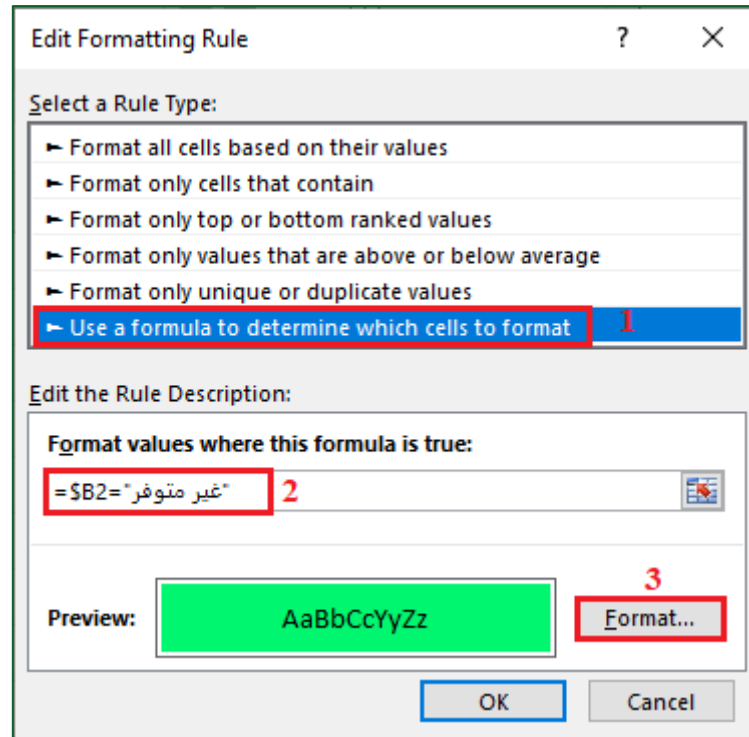 Edit Formatting Rule ? ×
Select a Rule Type:
► Format all cells based on their values
► Format only cells that contain
► Format only top or bottom ranked values
► Format only values that are above or below average
► Format only unique or duplicate values
► Use a formula to determine which cells to format 1
Edit the Rule Description:
Format values where this formula is true:
=$B2="غير متوفر" 2
3
Preview: AaBbCcYyZz Format...
OK Cancel